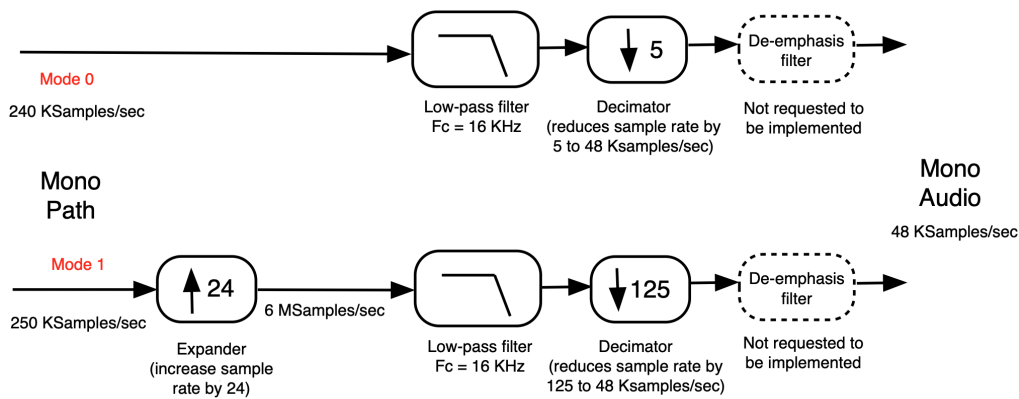 5
De-emphasis
filter
Mode 0
240 KSamples/sec
Low-pass filter
Fc = 16 KHz
Decimator
(reduces sample rate by
5 to 48 Ksamples/sec)
Not requested to
be implemented
Mono
Path
Mono
Audio
48 KSamples/sec
Mode 1
250 KSamples/sec
24
6 MSamples/sec
125
De-emphasis
filter
Expander
(increase sample
rate by 24)
Low-pass filter
Fc = 16 KHz
Decimator
(reduces sample rate by
125 to 48 Ksamples/sec)
Not requested to
be implemented